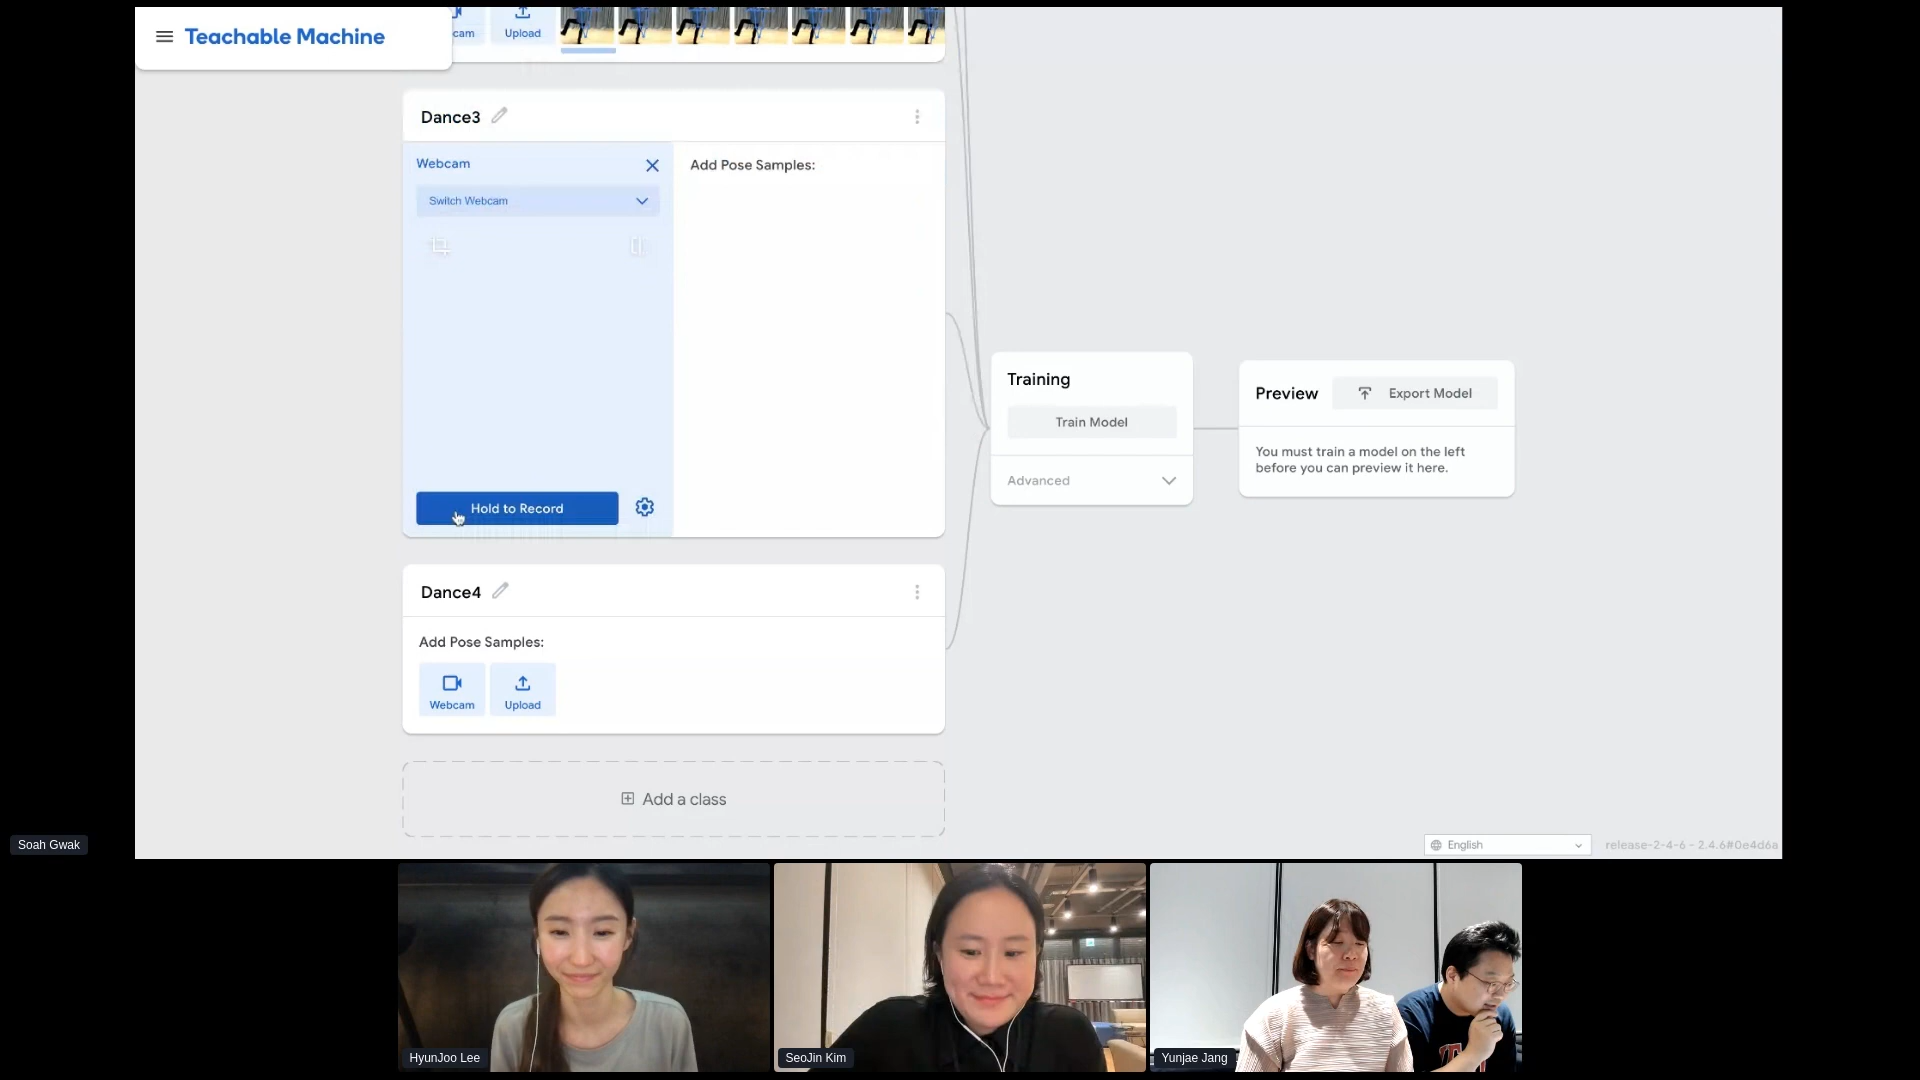 Teachable Machine
cam
Upload
Dance3
Webcam
Switch Webcam
Add Pose Samples:
Hold to Record
Training
Train Model
Advanced
Preview
Export Model
You must train a model on the left
before you can preview it here.
Dance4
Add Pose Samples:
Webcam
Upload
Add a class
English
release-2-4-6 - 2.4.6#0e4d6a
Soah Gwak
HyunJoo Lee
SeoJin Kim
Yunjae Jang